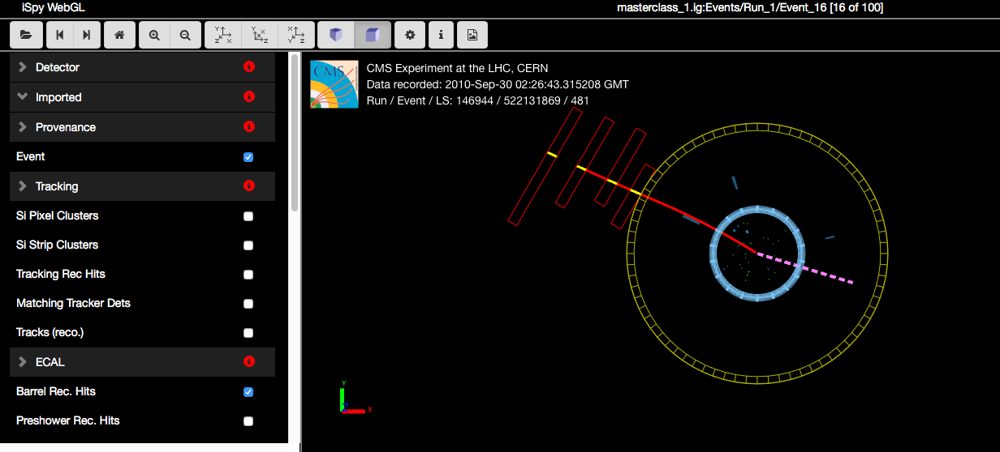 iSpy WebGL
masterclass_1.ig:Events/Run_1/Event_16 [16 of 100]
Y
Z X
Y
Z X
X
Y Z
Detector
Imported
Provenance
Event
Tracking
Si Pixel Clusters
Si Strip Clusters
Tracking Rec Hits
Matching Tracker Dets
Tracks (reco.)
ECAL
Barrel Rec. Hits
Preshower Rec. Hits
CMS
CMS Experiment at the LHC, CERN
Data recorded: 2010-Sep-30 02:26:43.315208 GMT
Run / Event / LS: 146944 / 522131869 / 481
Y
X